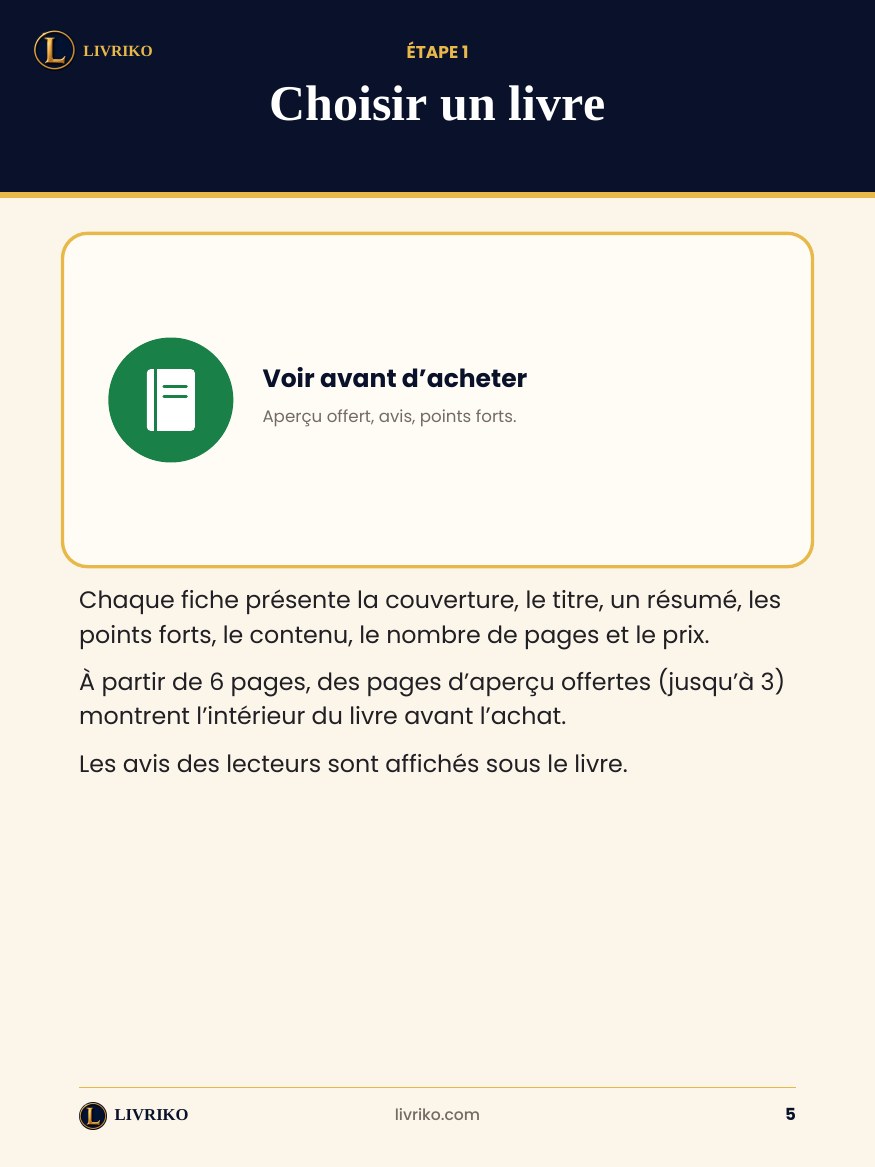 LIVRIKO
ÉTAPE 1
Choisir un livre
Voir avant d’acheter
Aperçu offert, avis, points forts.
Chaque fiche présente la couverture, le titre, un résumé, les
points forts, le contenu, le nombre de pages et le prix.
À partir de 6 pages, des pages d’aperçu offertes (jusqu’à 3)
montrent l’intérieur du livre avant l’achat.
Les avis des lecteurs sont affichés sous le livre.
LIVRIKO
livriko.com
5